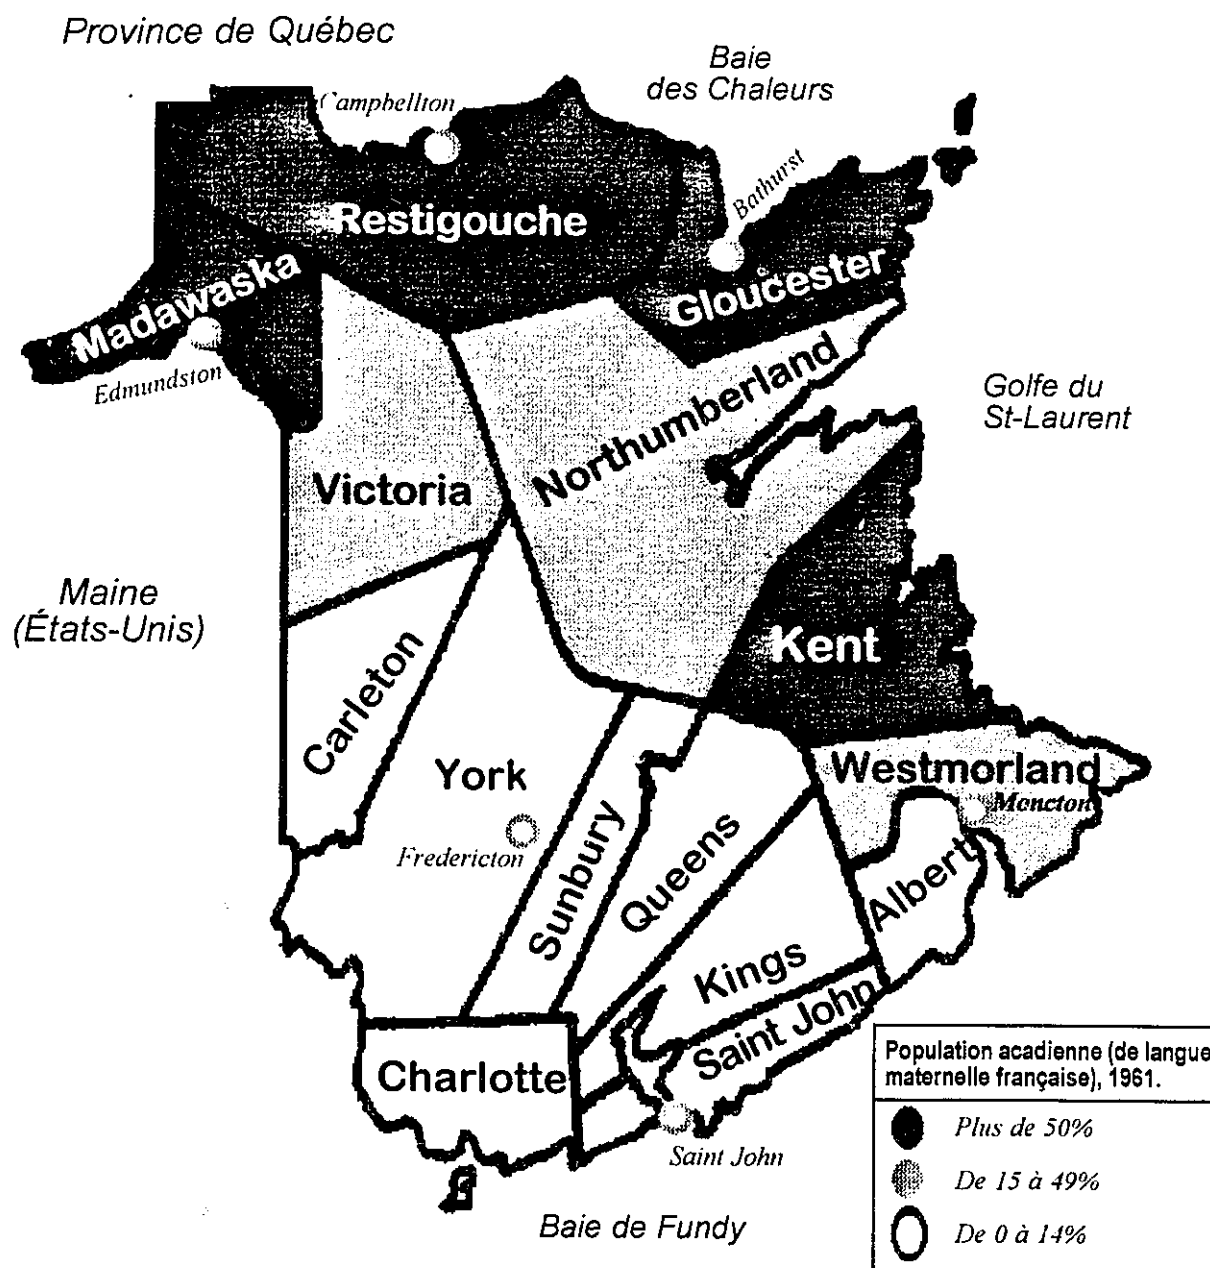 Province de Québec
Baie
des Chaleurs
Campbellton
Bathurst
Restigouche
Madawaska
Gloucester
Edmundston
Northumberland
Golfe du
St-Laurent
Victoria
Maine
(États-Unis)
Kent
Carleton
York
Westmorland
Moncton
Fredericton
Sunbury
Queens
Albert
Kings
Saint John
Charlotte
Saint John
Baie de Fundy
Population acadienne (de langue
maternelle française), 1961.
Plus de 50%
De 15 à 49%
De 0 à 14%